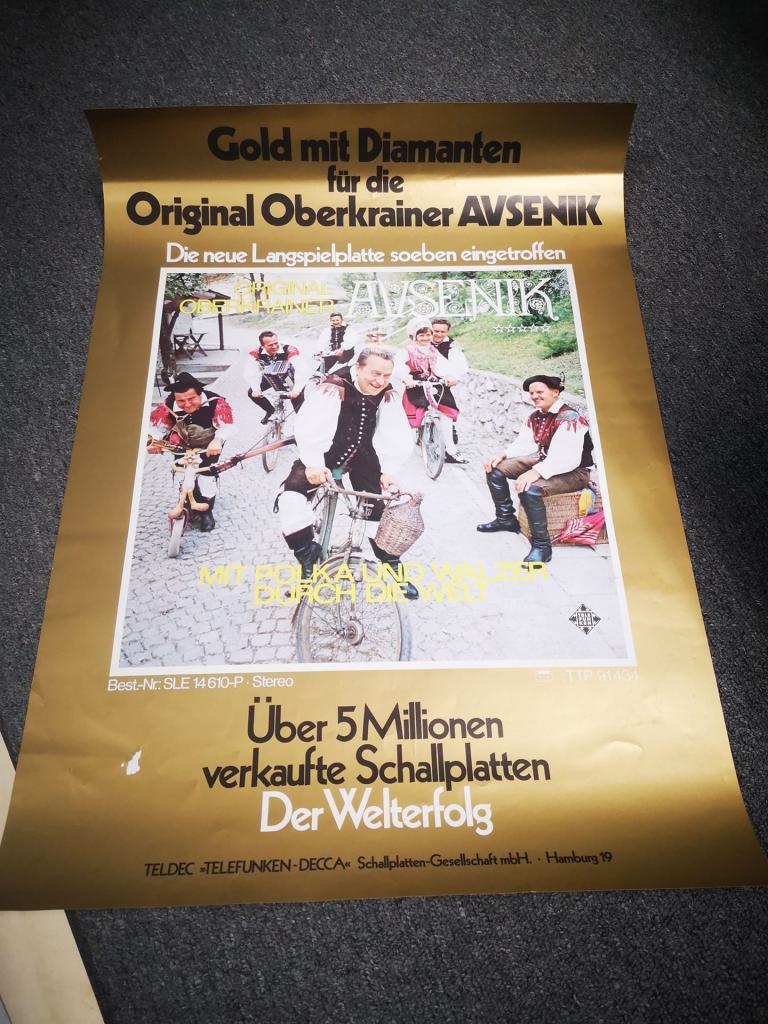 Gold mit Diamanten
für die
Original Oberkrainer AVSENIK
Die neue Langspielplatte soeben eingetroffen
ORIGINAL
OBERKRAINER
AVSENIK
MIT POLKA UND WALZER
DURCH DIE WELT
Best.-Nr.: SLE 14 610-P · Stereo
TTP 91 434
Über 5 Millionen
verkaufte Schallplatten
Der Welterfolg
TELDEC »TELEFUNKEN-DECCA« Schallplatten-Gesellschaft mbH. · Hamburg 19